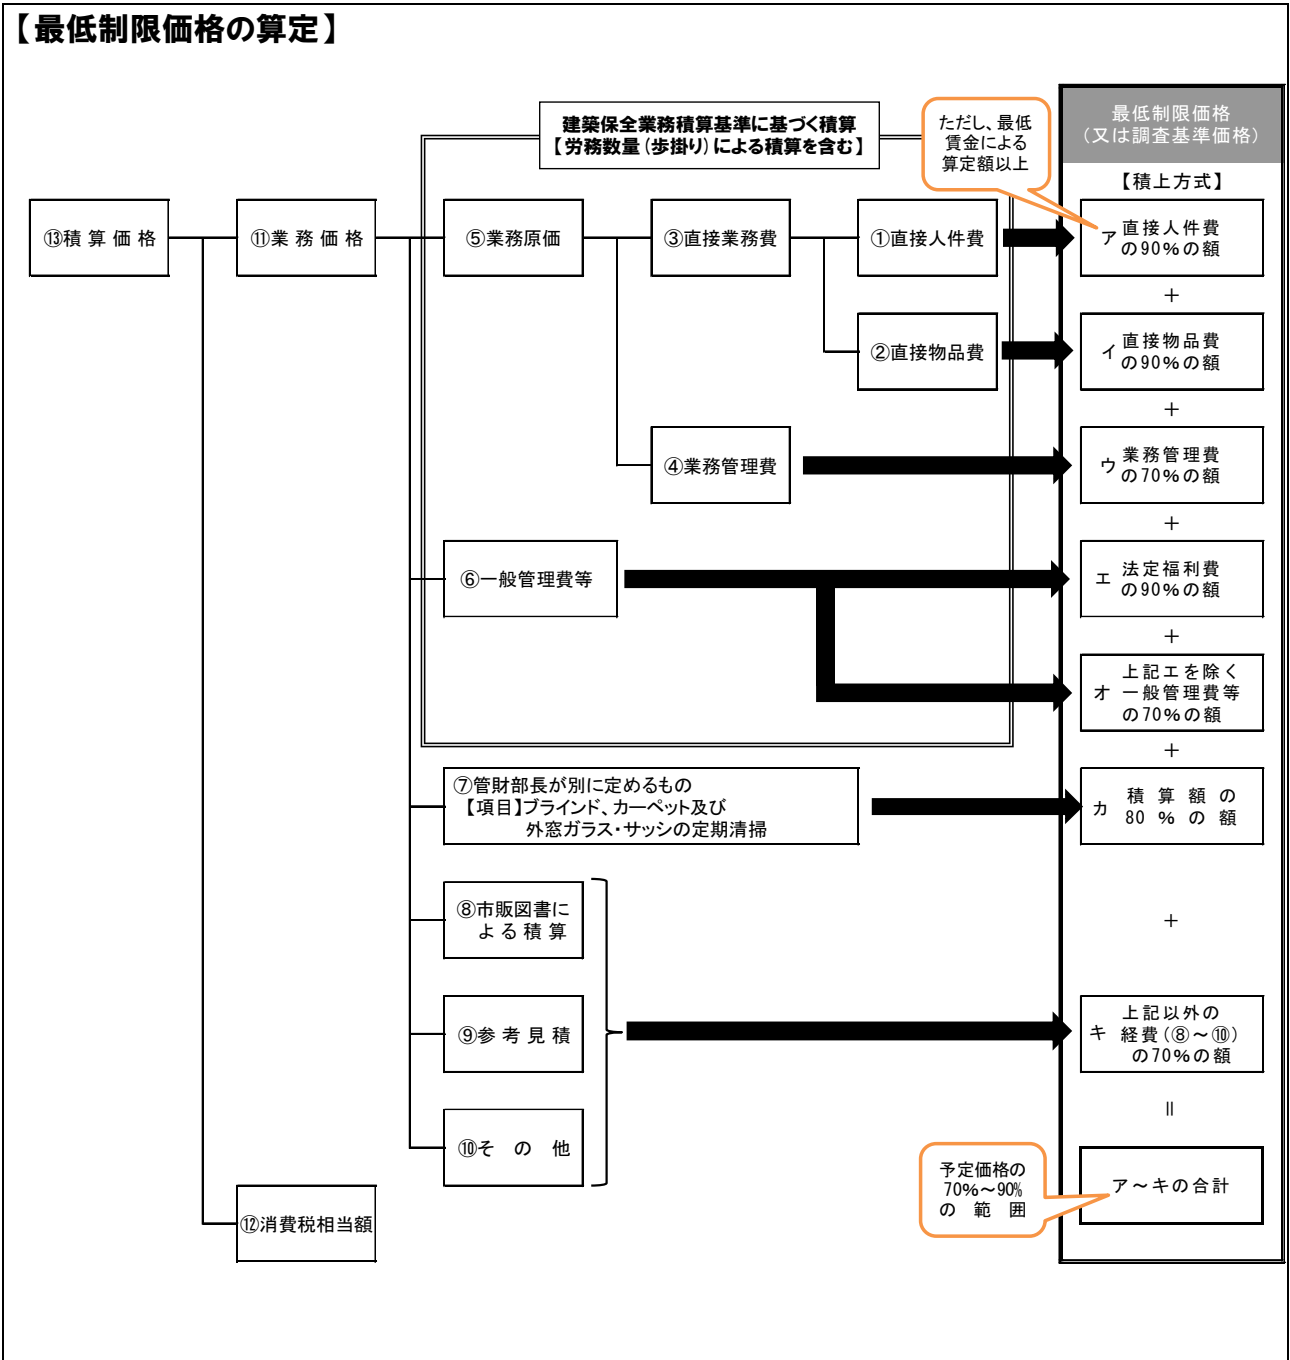 【最低制限価格の算定】
建築保全業務積算基準に基づく積算
【労務数量(歩掛り)による積算を含む】
ただし、最低
賃金による
算定額以上
最低制限価格
(又は調査基準価格)
【積上方式】
⑬積算価格
⑪業務価格
⑤業務原価
③直接業務費
①直接人件費
ア 直接人件費
の90%の額
+
②直接物品費
イ 直接物品費
の90%の額
+
④業務管理費
ウ 業務管理費
の70%の額
+
⑥一般管理費等
エ 法定福利費
の90%の額
+
上記エを除く
オ 一般管理費等
の70%の額
+
⑦管財部長が別に定めるもの
【項目】ブラインド、カーペット及び
外窓ガラス・サッシの定期清掃
カ 積算額の
80%の額
+
⑧市販図書に
よる積算
⑨参考見積
上記以外の
キ 経費(⑧~⑩)
の70%の額
=
⑩その他
予定価格の
70%~90%
の範囲
ア~キの合計
⑫消費税相当額